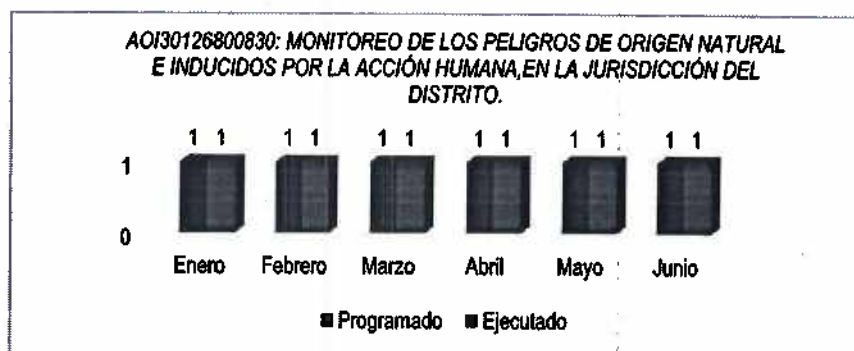 AOI30126800830: MONITOREO DE LOS PELIGROS DE ORIGEN NATURAL
E INDUCIDOS POR LA ACCIÓN HUMANA,EN LA JURISDICCIÓN DEL
DISTRITO.
1 1 1 1 1 1 1 1 1 1 1 1
1
0
Enero Febrero Marzo Abril Mayo Junio
Programado Ejecutado